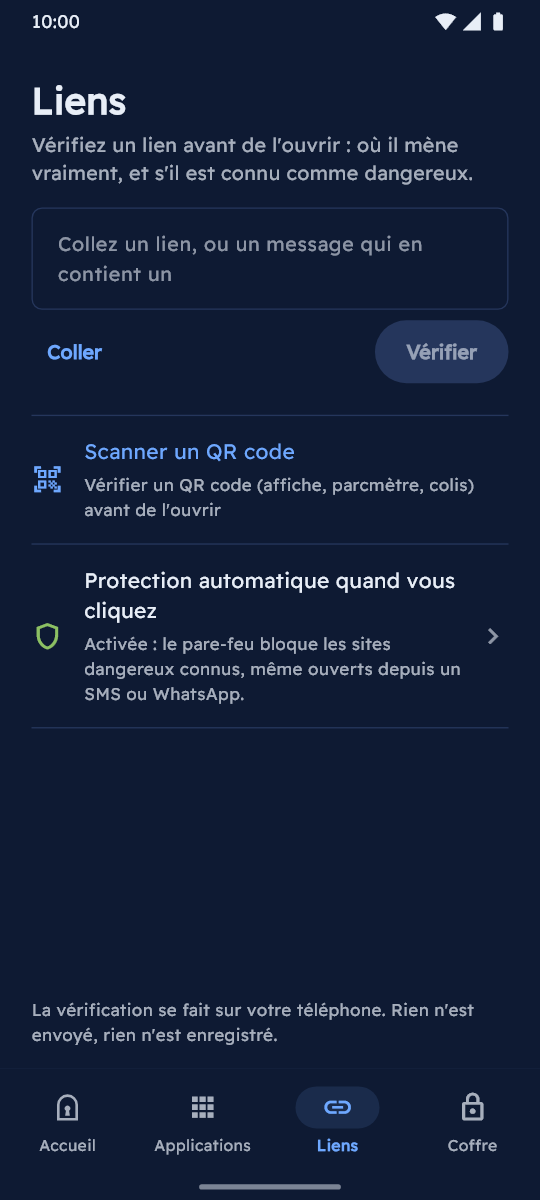 10:00
Liens
Vérifiez un lien avant de l'ouvrir : où il mène
vraiment, et s'il est connu comme dangereux.
Collez un lien, ou un message qui en
contient un
Coller
Vérifier
Scanner un QR code
Vérifier un QR code (affiche, parcmètre, colis)
avant de l'ouvrir
Protection automatique quand vous
cliquez
Activée : le pare-feu bloque les sites
dangereux connus, même ouverts depuis un
SMS ou WhatsApp.
La vérification se fait sur votre téléphone. Rien n'est
envoyé, rien n'est enregistré.
Accueil
Applications
Liens
Coffre